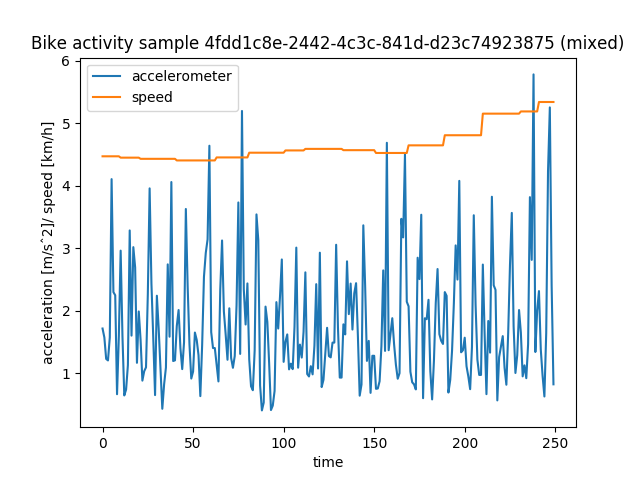 Bike activity sample 4fdd1c8e-2442-4c3c-841d-d23c74923875 (mixed)
accelerometer
speed
acceleration [m/s^2]/ speed [km/h]
6
5
4
3
2
1
0
50
100
150
200
250
time